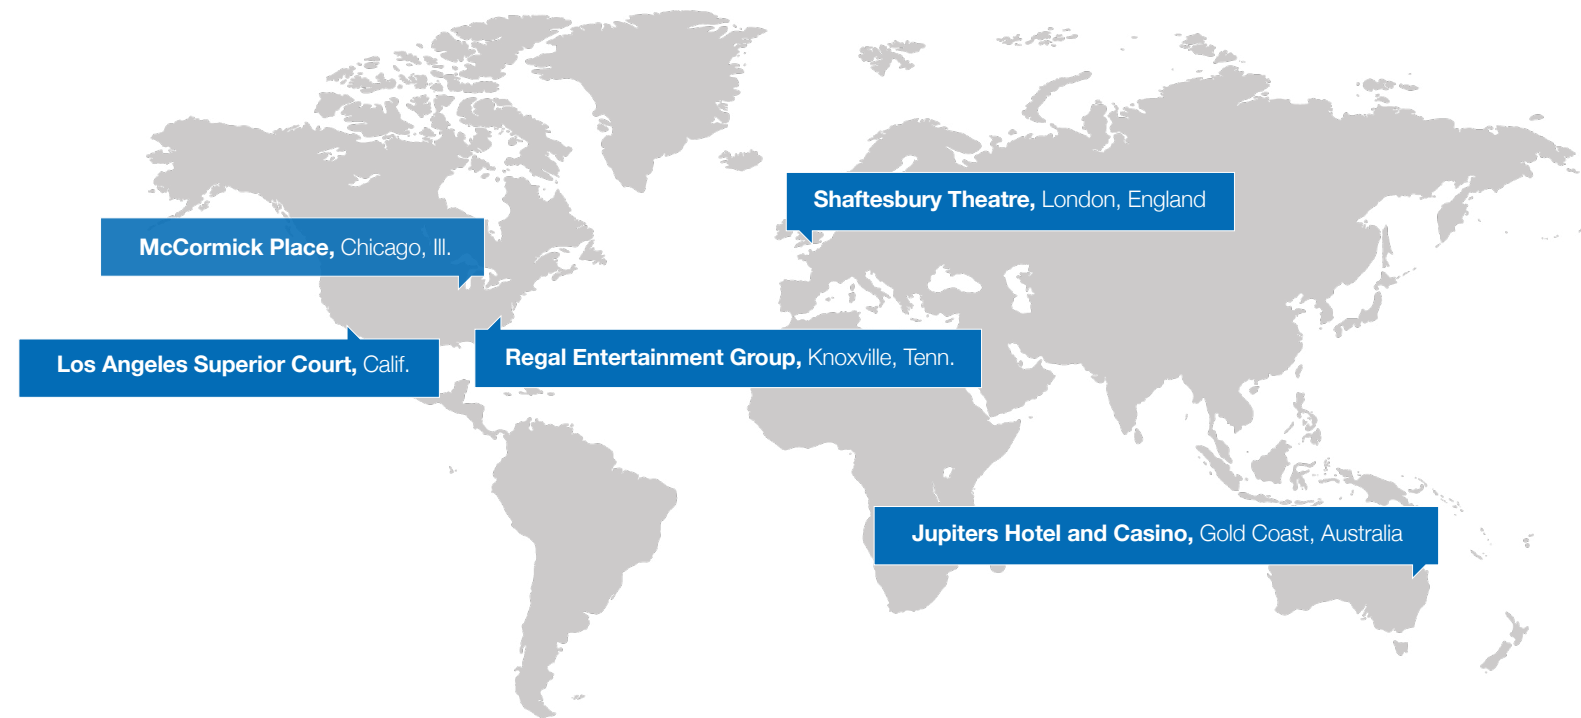 Shaftesbury Theatre, London, England
McCormick Place, Chicago, Ill.
Regal Entertainment Group, Knoxville, Tenn.
Los Angeles Superior Court, Calif.
Jupiters Hotel and Casino, Gold Coast, Australia